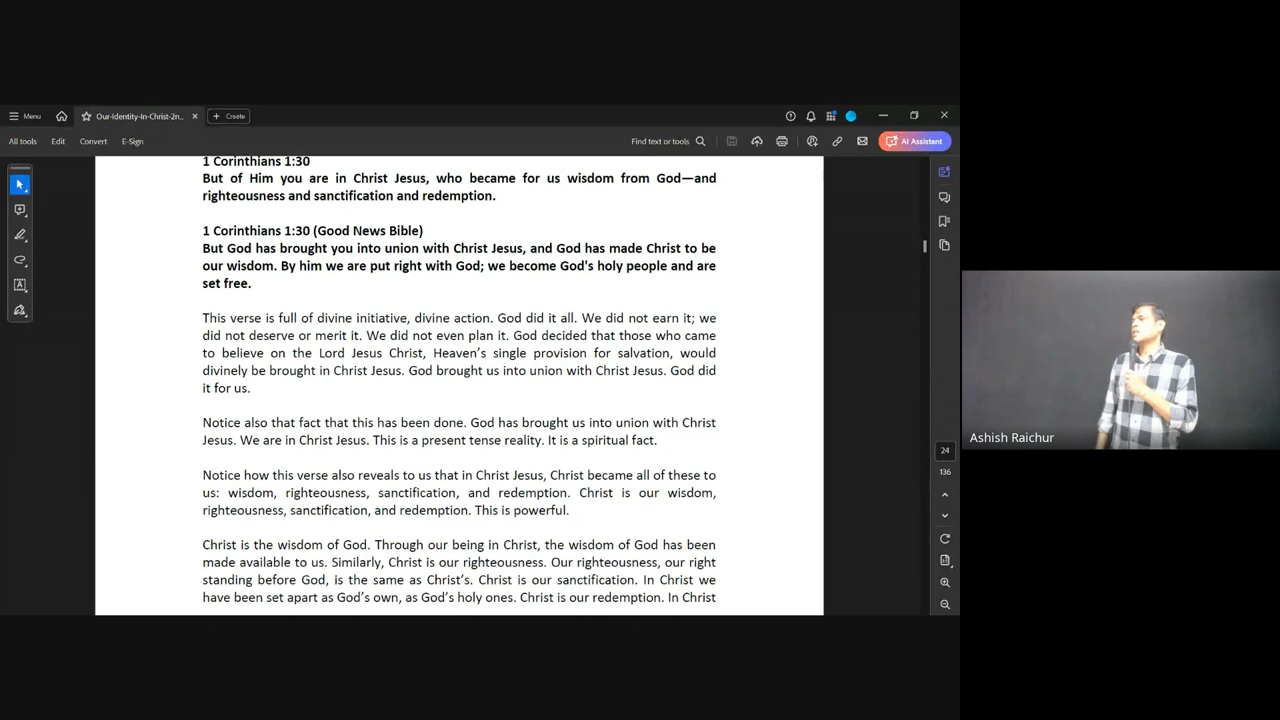 Menu
Our-Identity-In-Christ-2n...
Create
All tools
Edit
Convert
E-Sign
Find text or tools
AI Assistant
1 Corinthians 1:30
But of Him you are in Christ Jesus, who became for us wisdom from God—and
righteousness and sanctification and redemption.
1 Corinthians 1:30 (Good News Bible)
But God has brought you into union with Christ Jesus, and God has made Christ to be
our wisdom. By him we are put right with God; we become God's holy people and are
set free.
This verse is full of divine initiative, divine action. God did it all. We did not earn it; we
did not deserve or merit it. We did not even plan it. God decided that those who came
to believe on the Lord Jesus Christ, Heaven’s single provision for salvation, would
divinely be brought in Christ Jesus. God brought us into union with Christ Jesus. God did
it for us.
Notice also that fact that this has been done. God has brought us into union with Christ
Jesus. We are in Christ Jesus. This is a present tense reality. It is a spiritual fact.
Notice how this verse also reveals to us that in Christ Jesus, Christ became all of these to
us: wisdom, righteousness, sanctification, and redemption. Christ is our wisdom,
righteousness, sanctification, and redemption. This is powerful.
Christ is the wisdom of God. Through our being in Christ, the wisdom of God has been
made available to us. Similarly, Christ is our righteousness. Our righteousness, our right
standing before God, is the same as Christ’s. Christ is our sanctification. In Christ we
have been set apart as God’s own, as God’s holy ones. Christ is our redemption. In Christ
24
136
Ashish Raichur